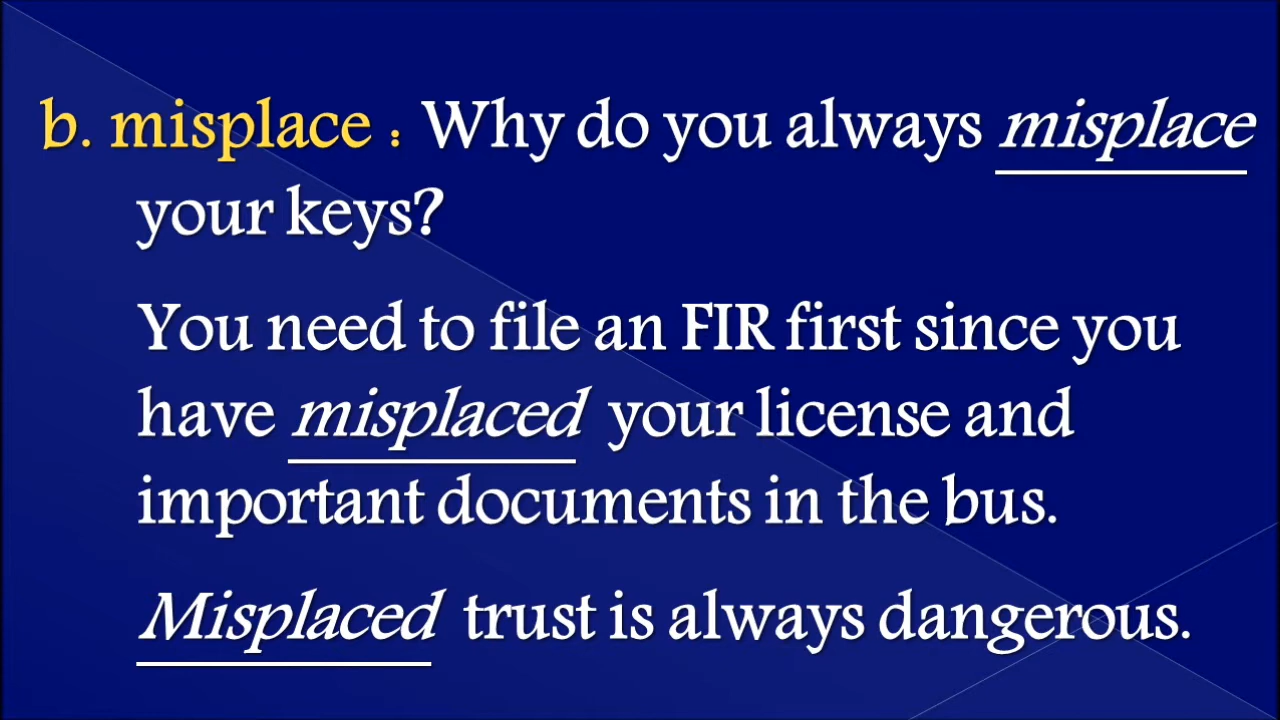 b. misplace : Why do you always misplace
your keys?
You need to file an FIR first since you
have misplaced your license and
important documents in the bus.
Misplaced trust is always dangerous.